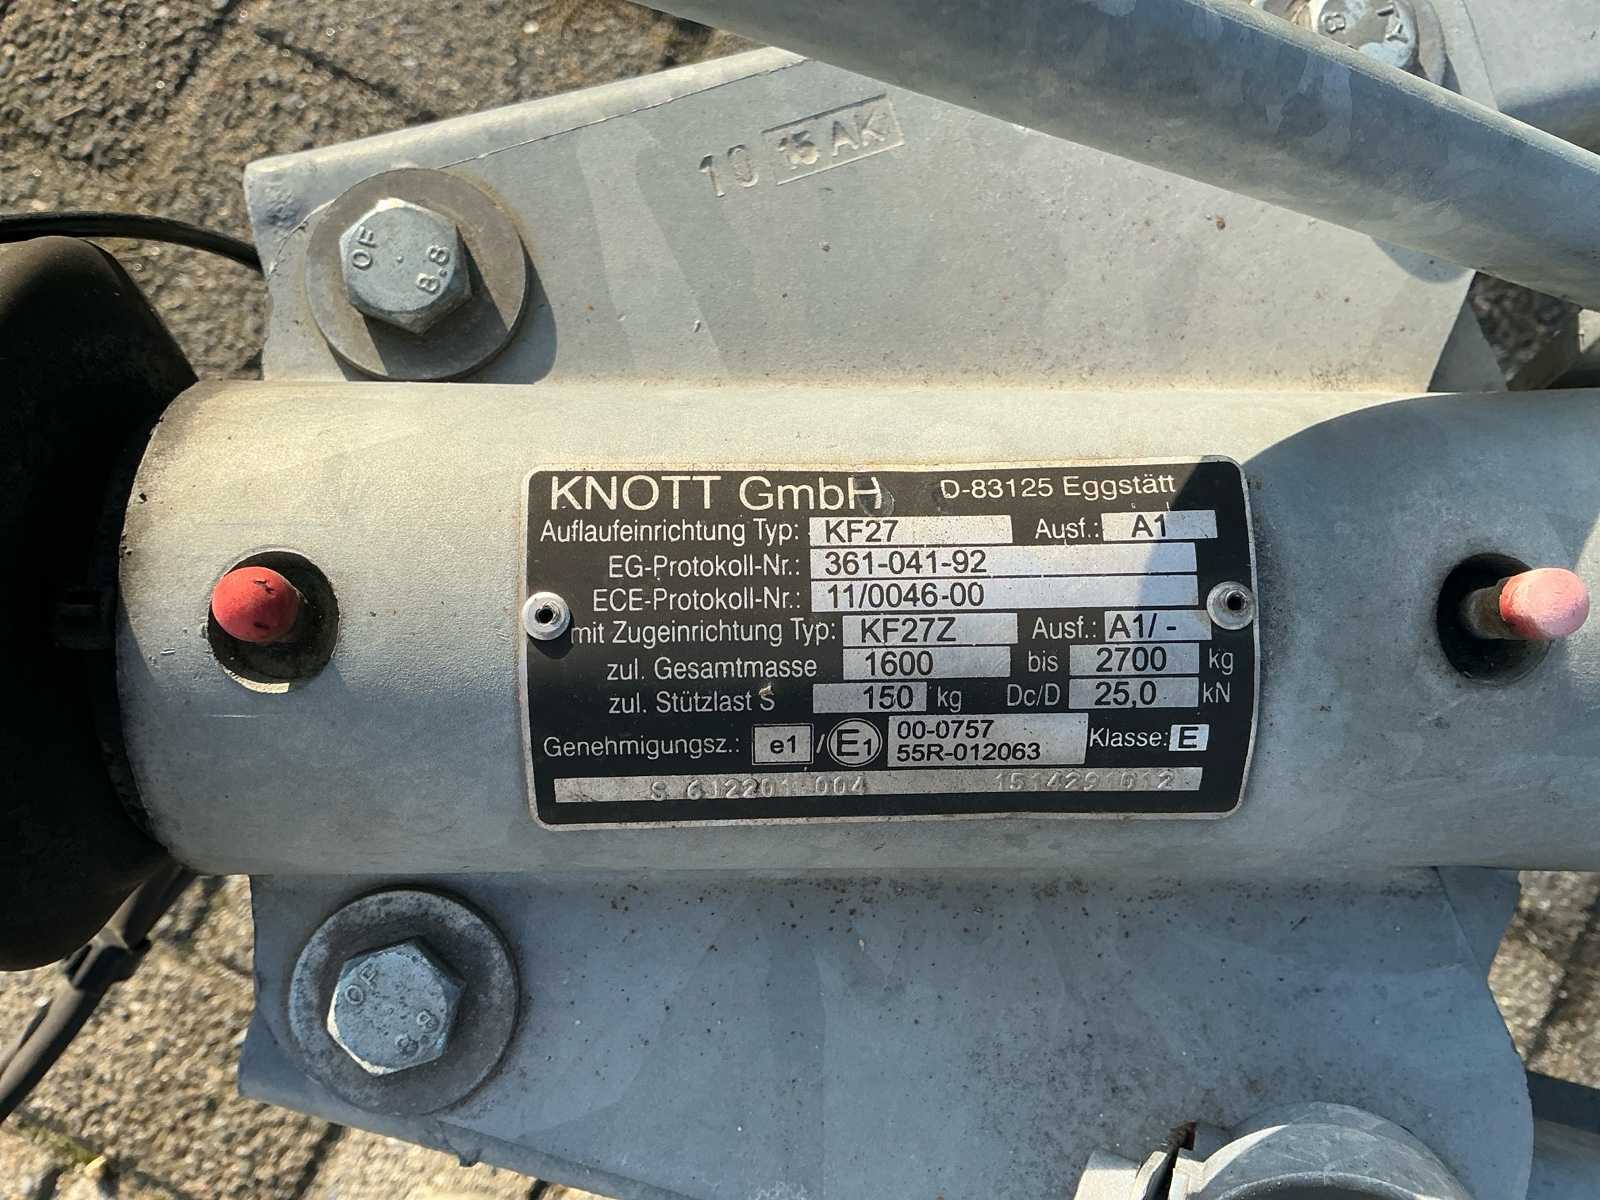 10 15 AK
OF 8.8
8
KNOTT GmbH D-83125 Eggstätt
Auflaufeinrichtung Typ: KF27 Ausf.: A1
EG-Protokoll-Nr.: 361-041-92
ECE-Protokoll-Nr.: 11/0046-00
mit Zugeinrichtung Typ: KF27Z Ausf.: A1/ -
zul. Gesamtmasse 1600 bis 2700 kg
zul. Stützlast S 150 kg Dc/D 25,0 kN
Genehmigungsz.: e1 / E1 00-0757
55R-012063 Klasse: E
OF 8.8